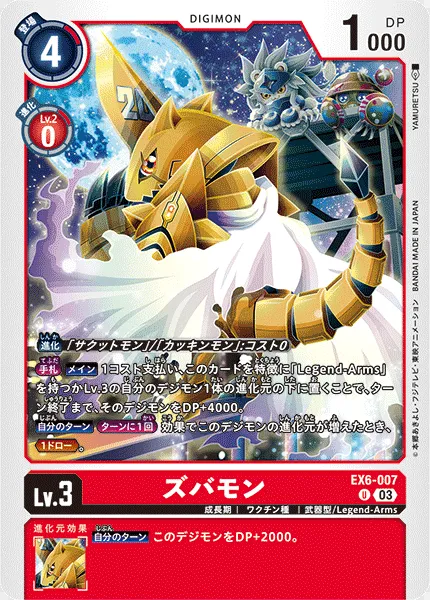 登場
4
DIGIMON
1000
DP
進化
Lv.2
0
24
YAMURETSU
©本郷あきよし・フジテレビ・東映アニメーション BANDAI MADE IN JAPAN
進化 「サクットモン」/「カッキンモン」:コスト0
手札 メイン 1コスト支払い、このカードを特徴に「Legend-Arms」
を持つかLv.3の自分のデジモン1体の進化元の下に置くことで、ター
ン終了まで、そのデジモンをDP+4000。
自分のターン ターンに1回 効果でこのデジモンの進化元が増えたとき、
1ドロー。
Lv.3
ズバモン
EX6-007
U 03
成長期 | ワクチン種 | 武器型/Legend-Arms
進化元効果
自分のターン このデジモンをDP+2000。